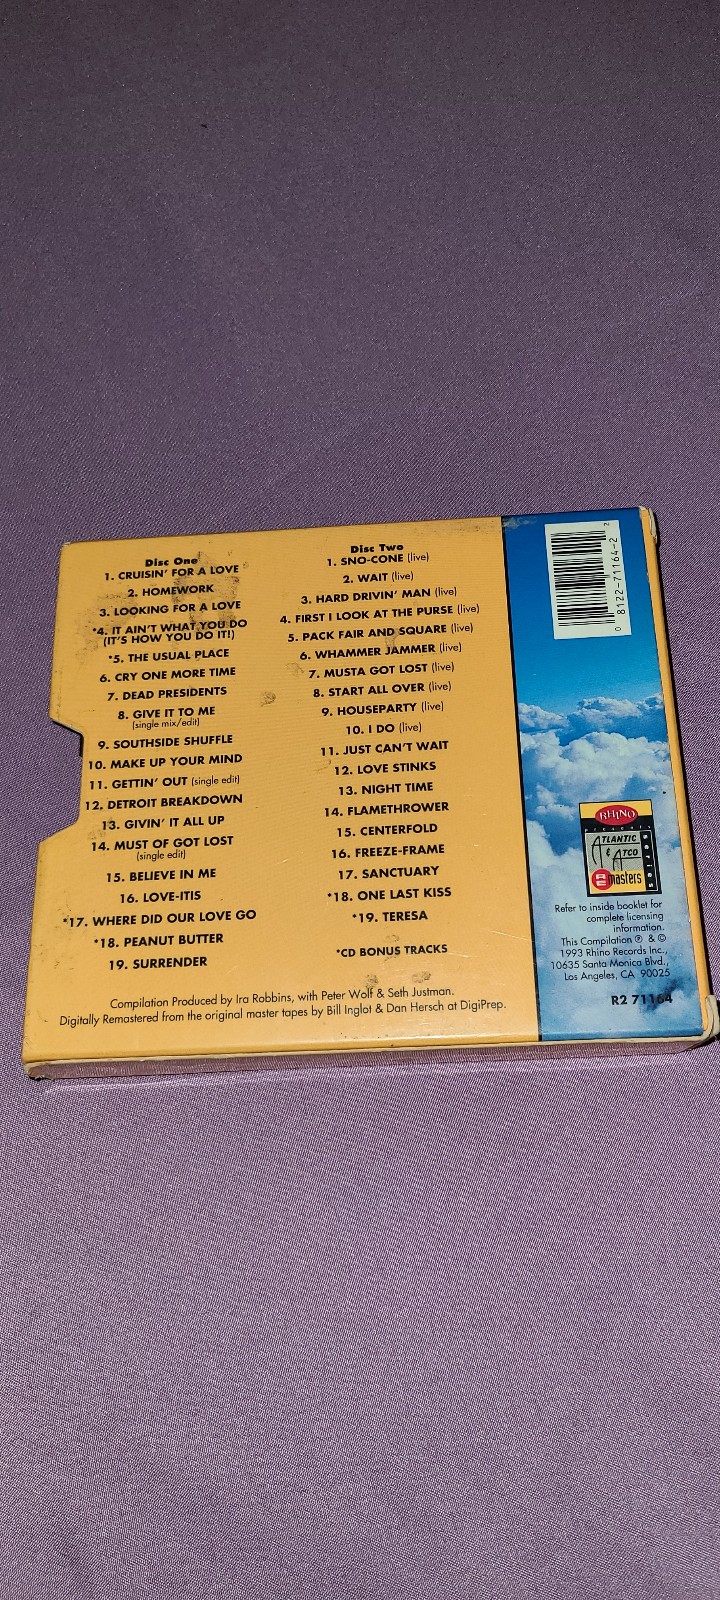 Disc One
1. CRUISIN' FOR A LOVE
2. HOMEWORK
3. LOOKING FOR A LOVE
*4. IT AIN'T WHAT YOU DO
(IT'S HOW YOU DO IT!)
*5. THE USUAL PLACE
6. CRY ONE MORE TIME
7. DEAD PRESIDENTS
8. GIVE IT TO ME
(single mix/edit)
9. SOUTHSIDE SHUFFLE
10. MAKE UP YOUR MIND
11. GETTIN' OUT (single edit)
12. DETROIT BREAKDOWN
13. GIVIN' IT ALL UP
14. MUST OF GOT LOST
(single edit)
15. BELIEVE IN ME
16. LOVE-ITIS
*17. WHERE DID OUR LOVE GO
*18. PEANUT BUTTER
19. SURRENDER
Disc Two
1. SNO-CONE (live)
2. WAIT (live)
3. HARD DRIVIN' MAN (live)
4. FIRST I LOOK AT THE PURSE (live)
5. PACK FAIR AND SQUARE (live)
6. WHAMMER JAMMER (live)
7. MUSTA GOT LOST (live)
8. START ALL OVER (live)
9. HOUSEPARTY (live)
10. I DO (live)
11. JUST CAN'T WAIT
12. LOVE STINKS
13. NIGHT TIME
14. FLAMETHROWER
15. CENTERFOLD
16. FREEZE-FRAME
17. SANCTUARY
*18. ONE LAST KISS
*19. TERESA
*CD BONUS TRACKS
Compilation Produced by Ira Robbins, with Peter Wolf & Seth Justman.
Digitally Remastered from the original master tapes by Bill Inglot & Dan Hersch at DigiPrep.
0 8122-71164-2 2
RHINO
presents
ATLANTIC
& ATCO
masters
series
Refer to inside booklet for
complete licensing
information.
This Compilation ℗ & ©
1993 Rhino Records Inc.,
10635 Santa Monica Blvd.,
Los Angeles, CA 90025
R2 71164